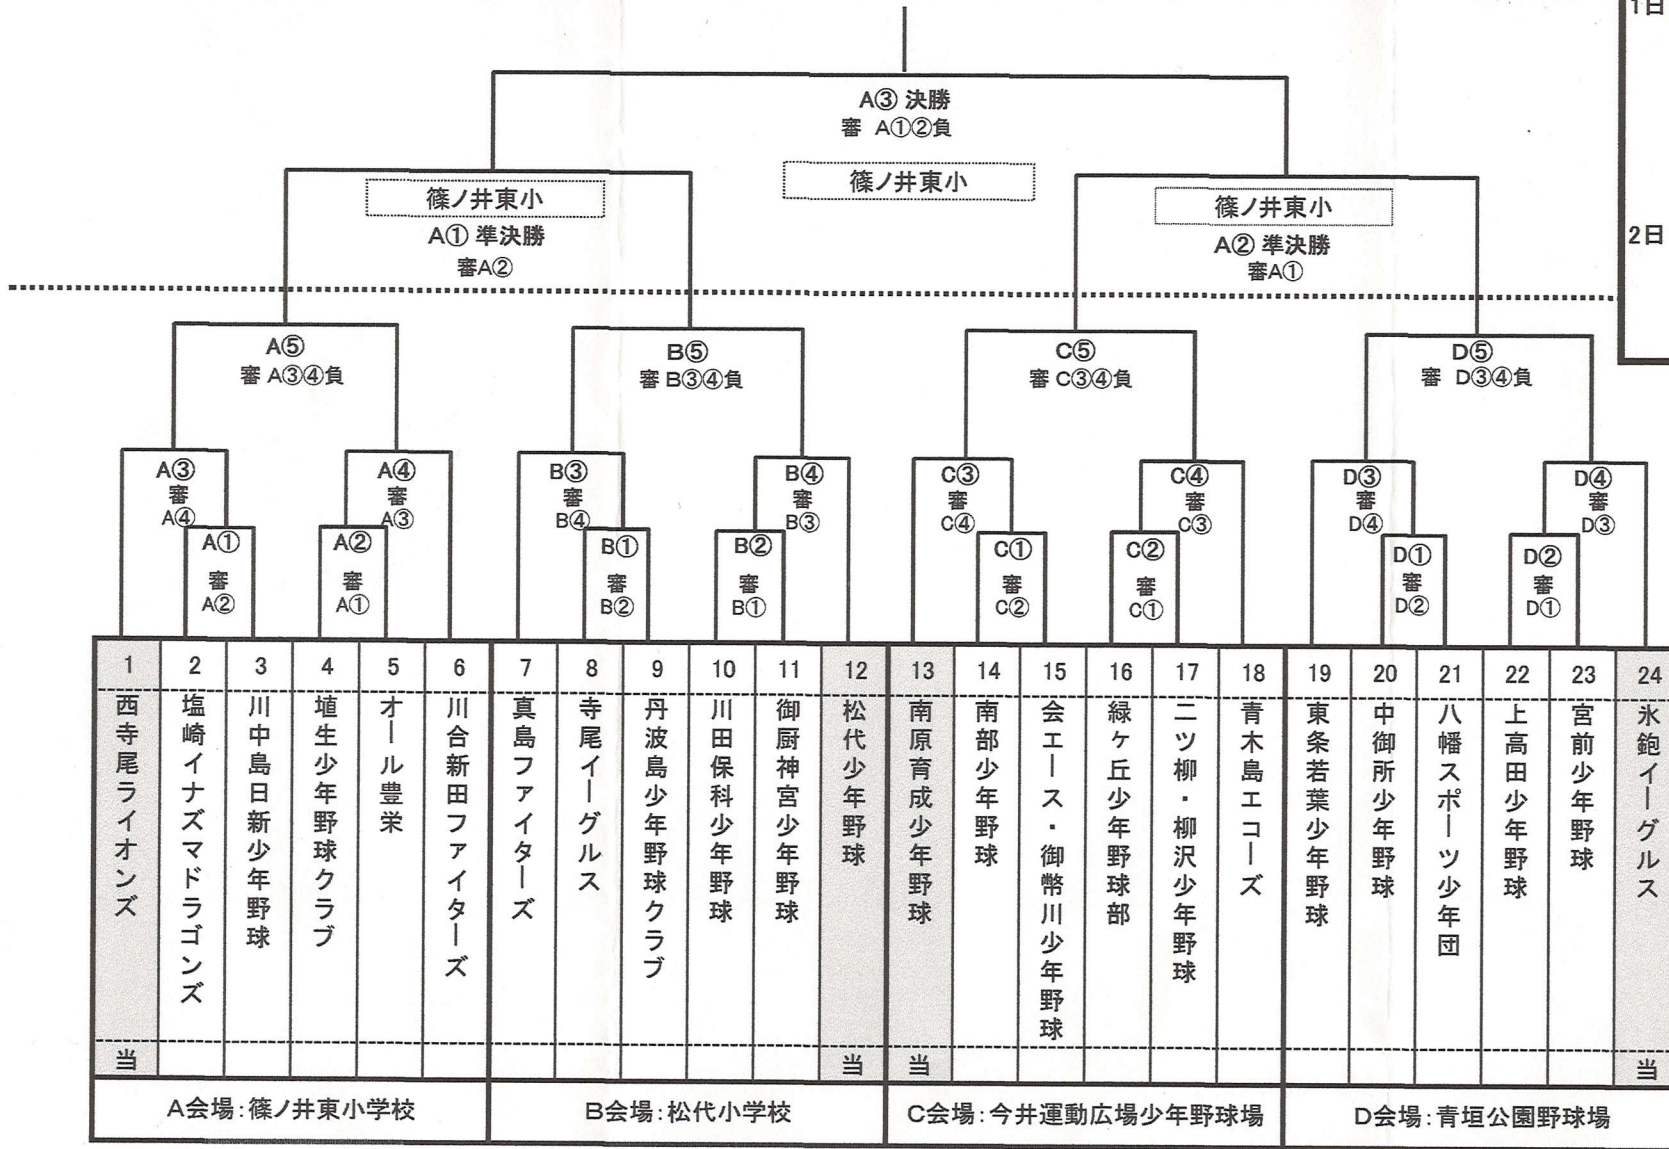 1日
A③ 決勝
審 A①②負
篠ノ井東小
篠ノ井東小
A① 準決勝
審A②
篠ノ井東小
A② 準決勝
審A①
2日
A⑤
審 A③④負
B⑤
審 B③④負
C⑤
審 C③④負
D⑤
審 D③④負
A③
審
A④
A④
審
A③
B③
審
B④
B④
審
B③
C③
審
C④
C④
審
C③
D③
審
D④
D④
審
D③
A①
審
A②
A②
審
A①
B①
審
B②
B②
審
B①
C①
審
C②
C②
審
C①
D①
審
D②
D②
審
D①
1 2 3 4 5 6 7 8 9 10 11 12 13 14 15 16 17 18 19 20 21 22 23 24
西寺尾ライオンズ
塩崎イナズマドラゴンズ
川中島日新少年野球
埴生少年野球クラブ
オール豊栄
川合新田ファイターズ
真島ファイターズ
寺尾イーグルス
丹波島少年野球クラブ
川田保科少年野球
御厨神宮少年野球
松代少年野球
南原育成少年野球
南部少年野球
会エース・御幣川少年野球
緑ヶ丘少年野球部
二ツ柳・柳沢少年野球
青木島エコーズ
東条若葉少年野球
中御所少年野球
八幡スポーツ少年団
上高田少年野球
宮前少年野球
氷鉋イーグルス
当 当 当 当
A会場:篠ノ井東小学校
B会場:松代小学校
C会場:今井運動広場少年野球場
D会場:青垣公園野球場